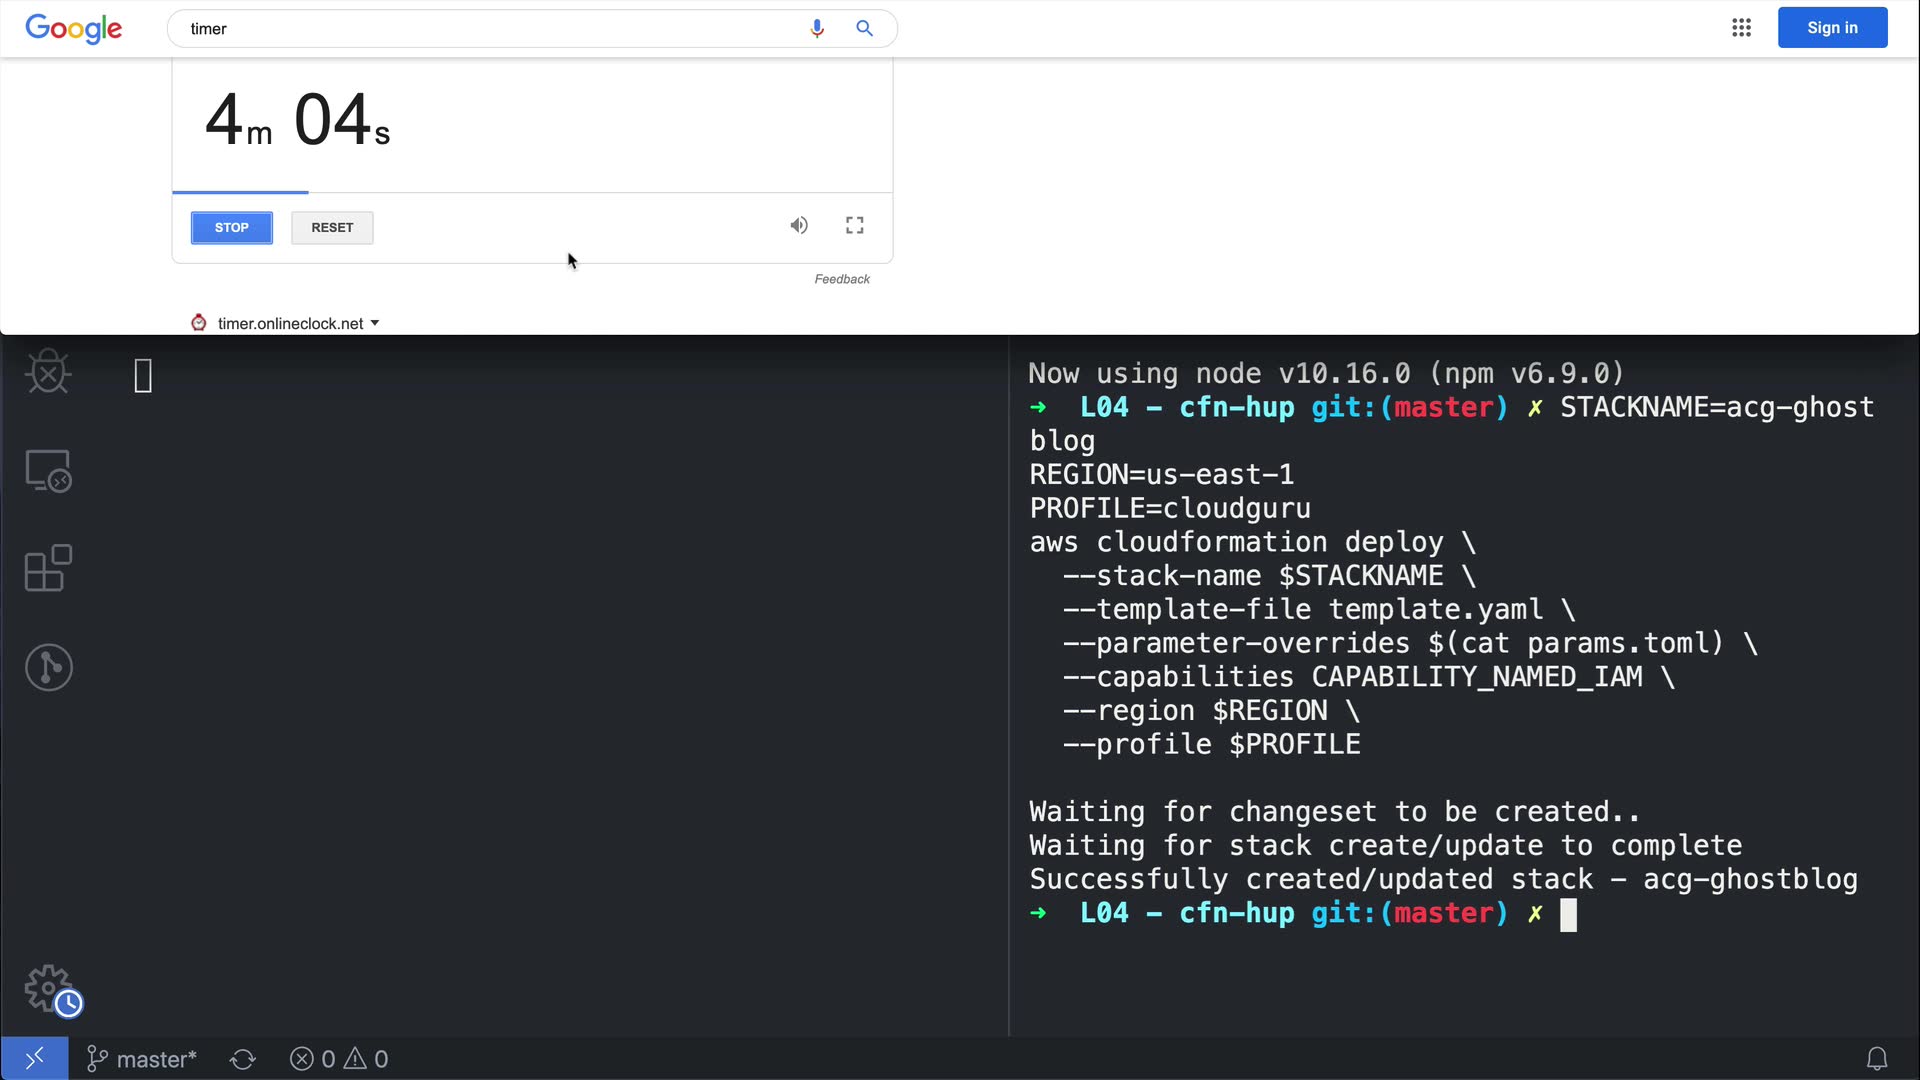 Google
timer
Sign in
4m 04s
STOP
RESET
Feedback
timer.onlineclock.net
Now using node v10.16.0 (npm v6.9.0)
➜ L04 - cfn-hup git:(master) ✗ STACKNAME=acg-ghost
blog
REGION=us-east-1
PROFILE=cloudguru
aws cloudformation deploy \
--stack-name $STACKNAME \
--template-file template.yaml \
--parameter-overrides $(cat params.toml) \
--capabilities CAPABILITY_NAMED_IAM \
--region $REGION \
--profile $PROFILE
Waiting for changeset to be created..
Waiting for stack create/update to complete
Successfully created/updated stack - acg-ghostblog
➜ L04 - cfn-hup git:(master) ✗
master* 0 0